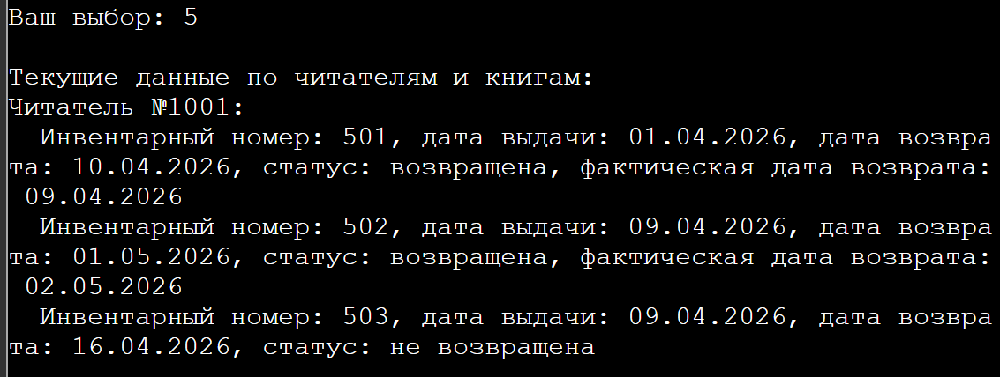 Ваш выбор: 5
Текущие данные по читателям и книгам:
Читатель №1001:
Инвентарный номер: 501, дата выдачи: 01.04.2026, дата возвра
та: 10.04.2026, статус: возвращена, фактическая дата возврата:
09.04.2026
Инвентарный номер: 502, дата выдачи: 09.04.2026, дата возвра
та: 01.05.2026, статус: возвращена, фактическая дата возврата:
02.05.2026
Инвентарный номер: 503, дата выдачи: 09.04.2026, дата возвра
та: 16.04.2026, статус: не возвращена